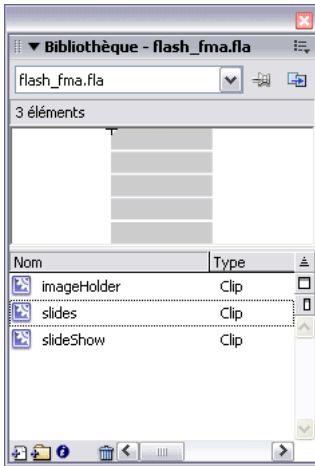 Bibliothèque - flash_fma.fla
flash_fma.fla
3 éléments
Nom Type
imageHolder Clip
slides Clip
slideShow Clip